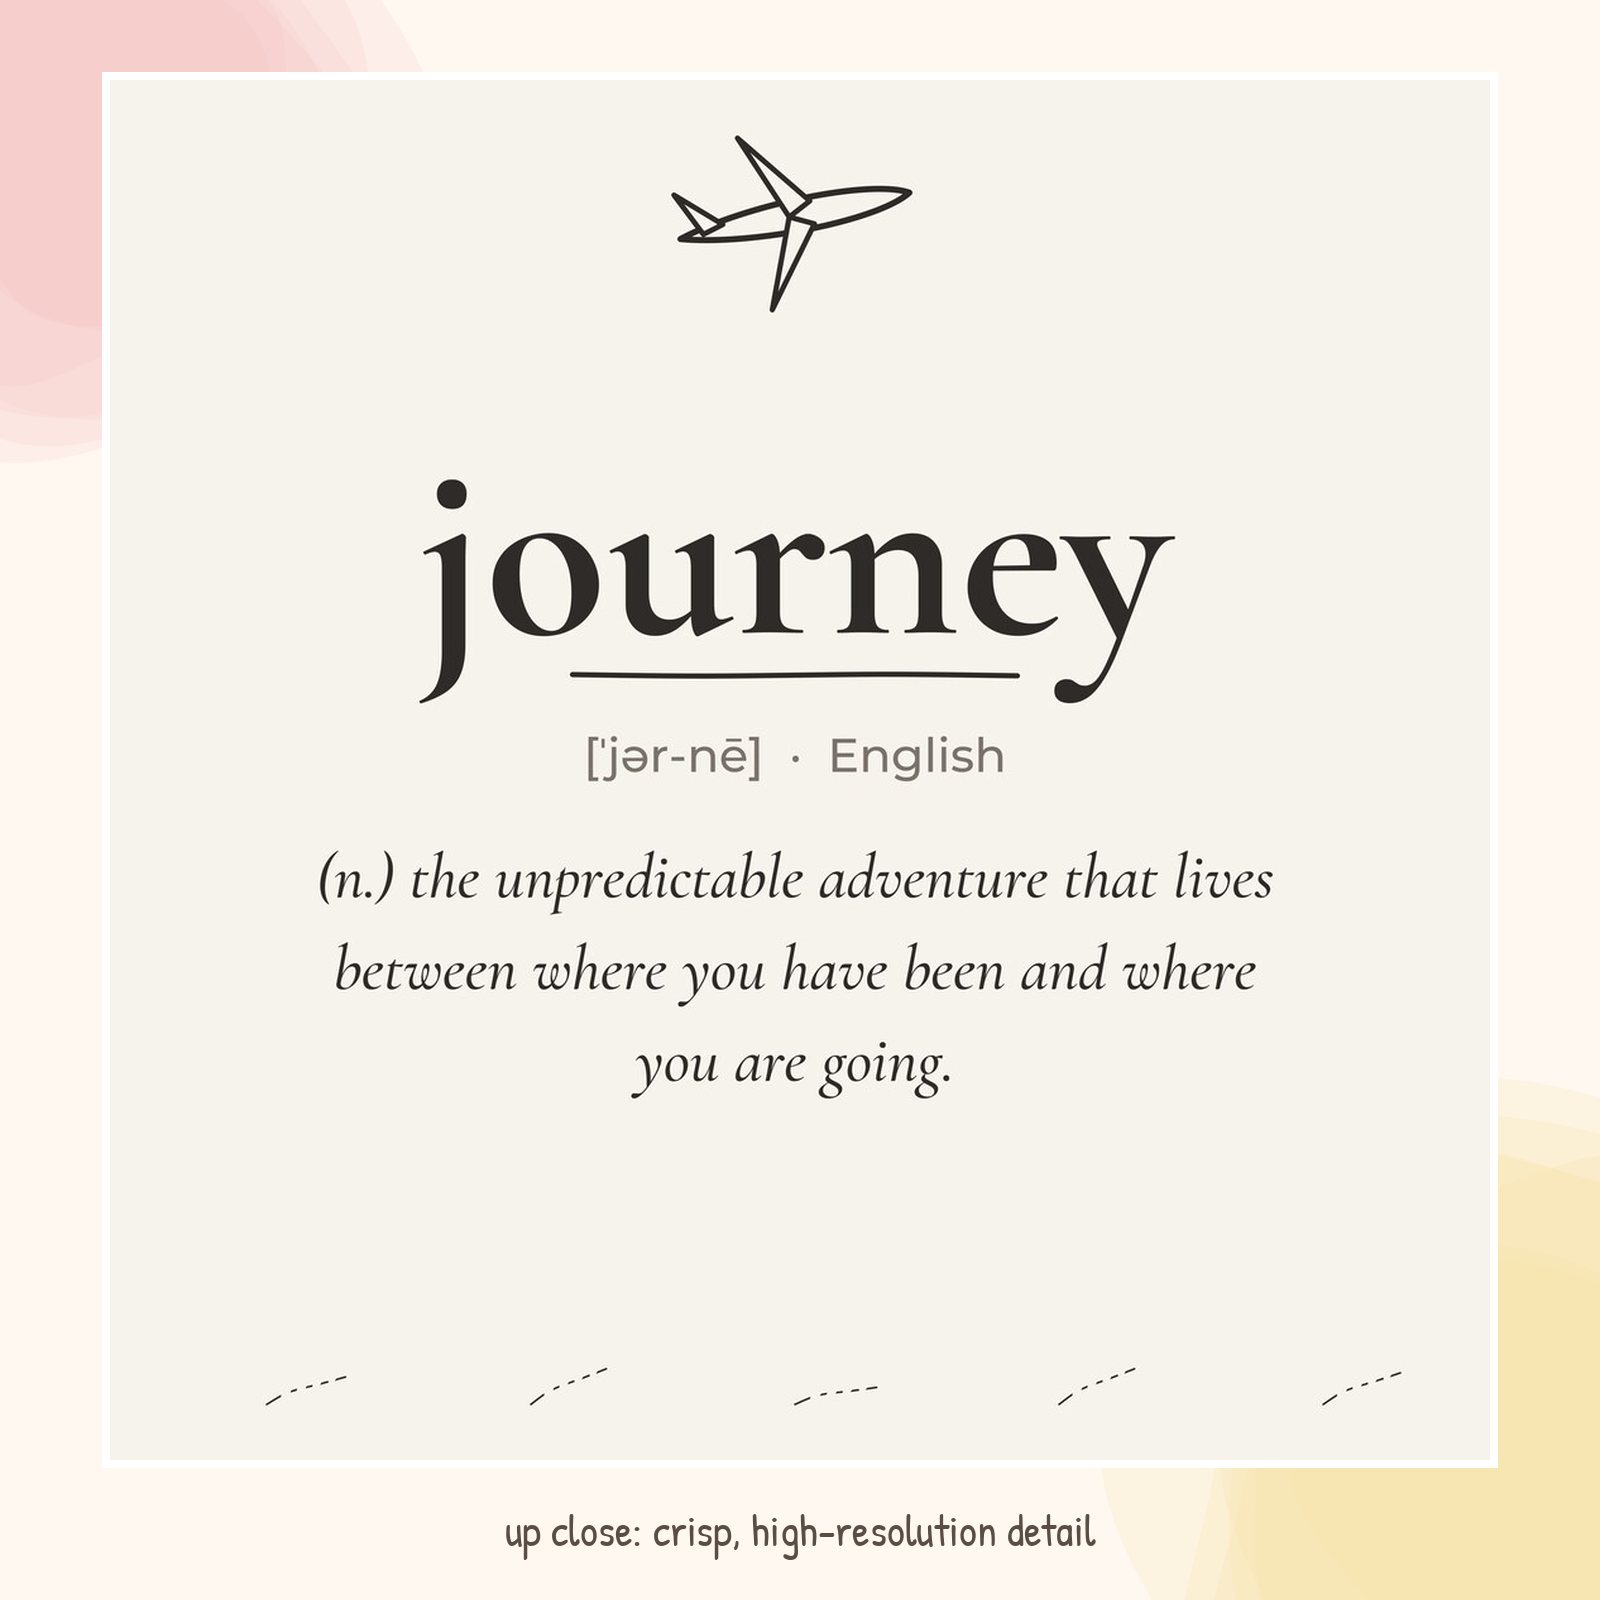 journey
[ˈjər-nē] · English
(n.) the unpredictable adventure that lives
between where you have been and where
you are going.
up close: crisp, high-resolution detail